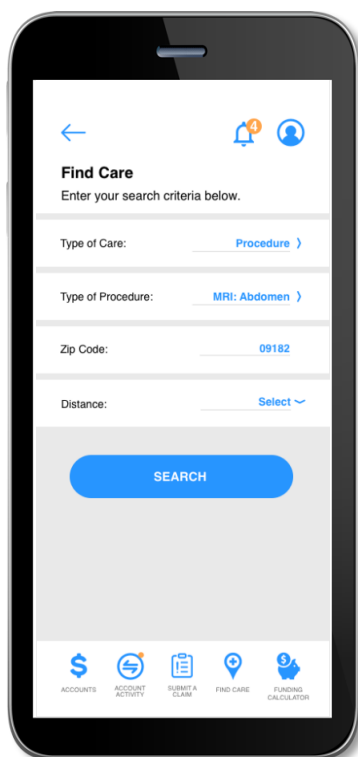 4
Find Care
Enter your search criteria below.
Type of Care: Procedure
Type of Procedure: MRI: Abdomen
Zip Code: 09182
Distance: Select
SEARCH
$
ACCOUNTS
ACCOUNT
ACTIVITY
SUBMIT A
CLAIM
FIND CARE
$
FUNDING
CALCULATOR